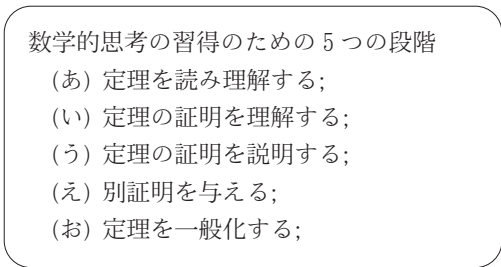 数学的思考の習得のための 5 つの段階
(あ) 定理を読み理解する;
(い) 定理の証明を理解する;
(う) 定理の証明を説明する;
(え) 別証明を与える;
(お) 定理を一般化する;